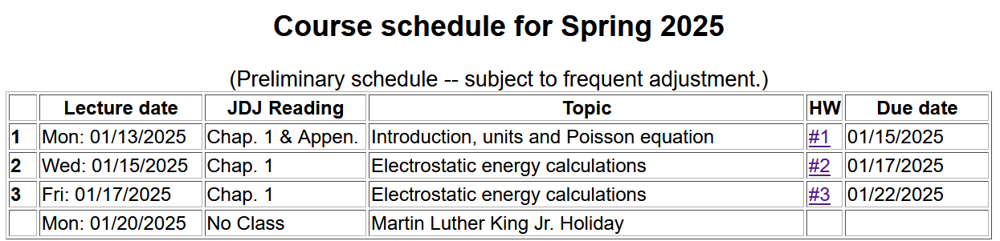 Course schedule for Spring 2025
(Preliminary schedule -- subject to frequent adjustment.)
Lecture date JDJ Reading Topic HW Due date
1 Mon: 01/13/2025 Chap. 1 & Appen. Introduction, units and Poisson equation #1 01/15/2025
2 Wed: 01/15/2025 Chap. 1 Electrostatic energy calculations #2 01/17/2025
3 Fri: 01/17/2025 Chap. 1 Electrostatic energy calculations #3 01/22/2025
Mon: 01/20/2025 No Class Martin Luther King Jr. Holiday